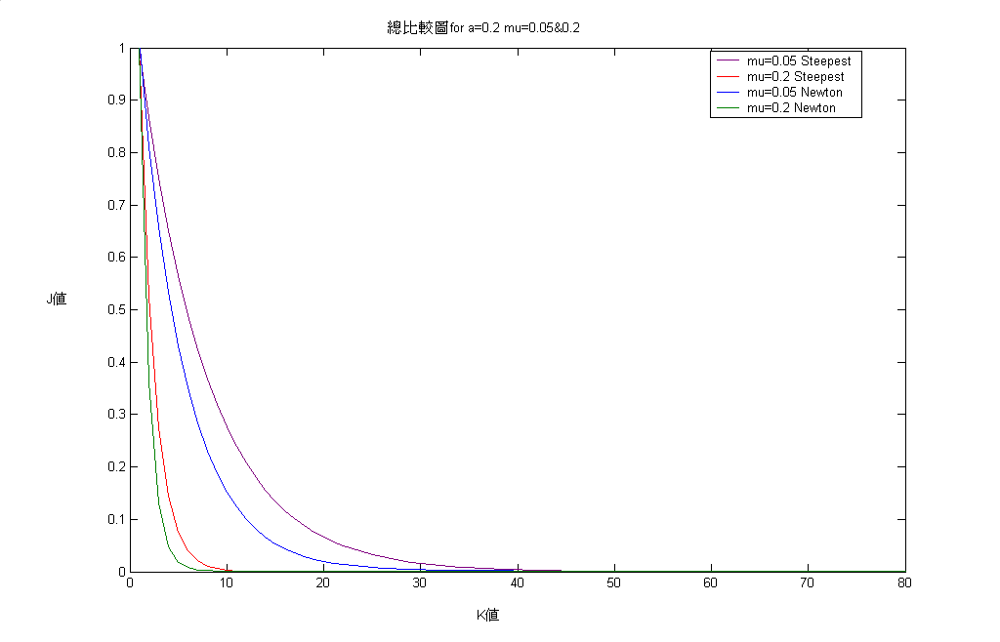 總比較圖for a=0.2 mu=0.05&0.2
mu=0.05 Steepest
mu=0.2 Steepest
mu=0.05 Newton
mu=0.2 Newton
1
0.9
0.8
0.7
0.6
0.5
0.4
0.3
0.2
0.1
0
J值
0 10 20 30 40 50 60 70 80
K值